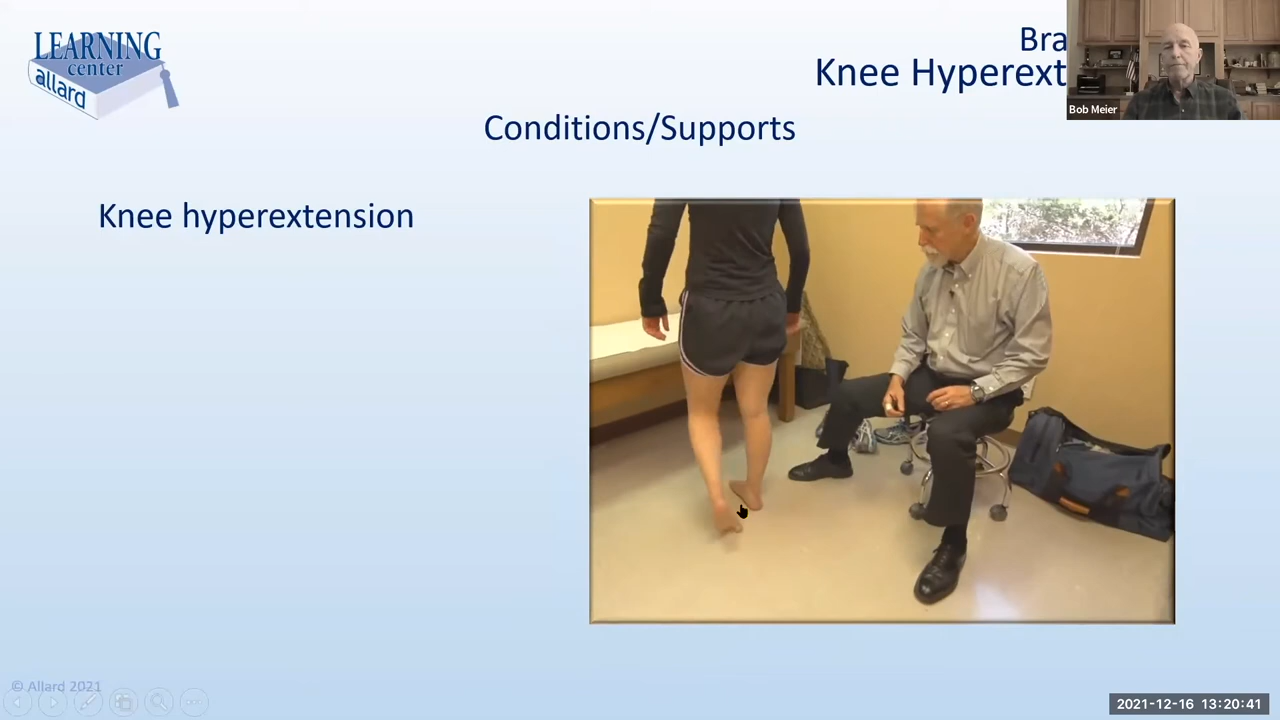 LEARNING
center
allard
Bra
Knee Hyperext
Bob Meier
Conditions/Supports
Knee hyperextension
© Allard 2021
2021-12-16 13:20:41